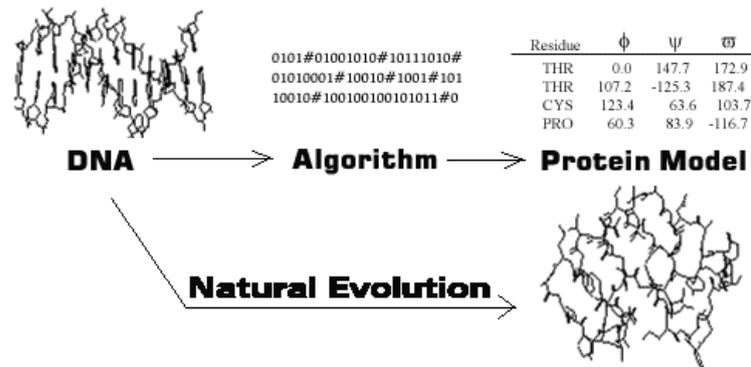 0101#01001010#10111010#
01010001#10010#1001#101
10010#100100100101011#0
Residue ϕ ψ ϖ
THR 0.0 147.7 172.9
THR 107.2 -125.3 187.4
CYS 123.4 63.6 103.7
PRO 60.3 83.9 -116.7
DNA Algorithm Protein Model
Natural Evolution